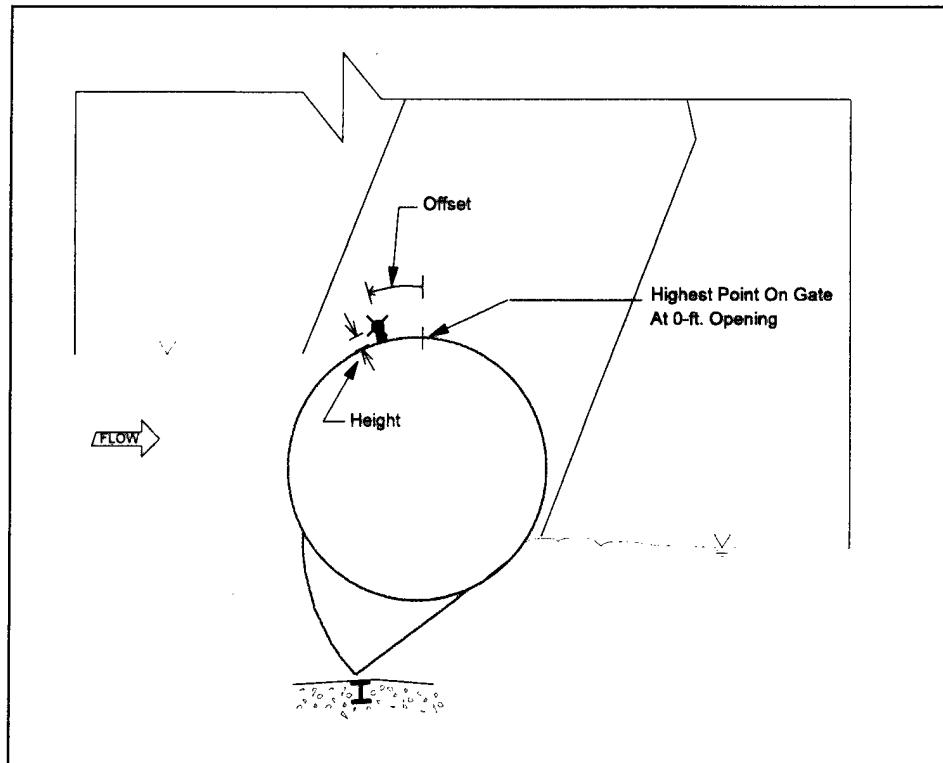 Offset
Highest Point On Gate
At 0-ft. Opening
Height
FLOW